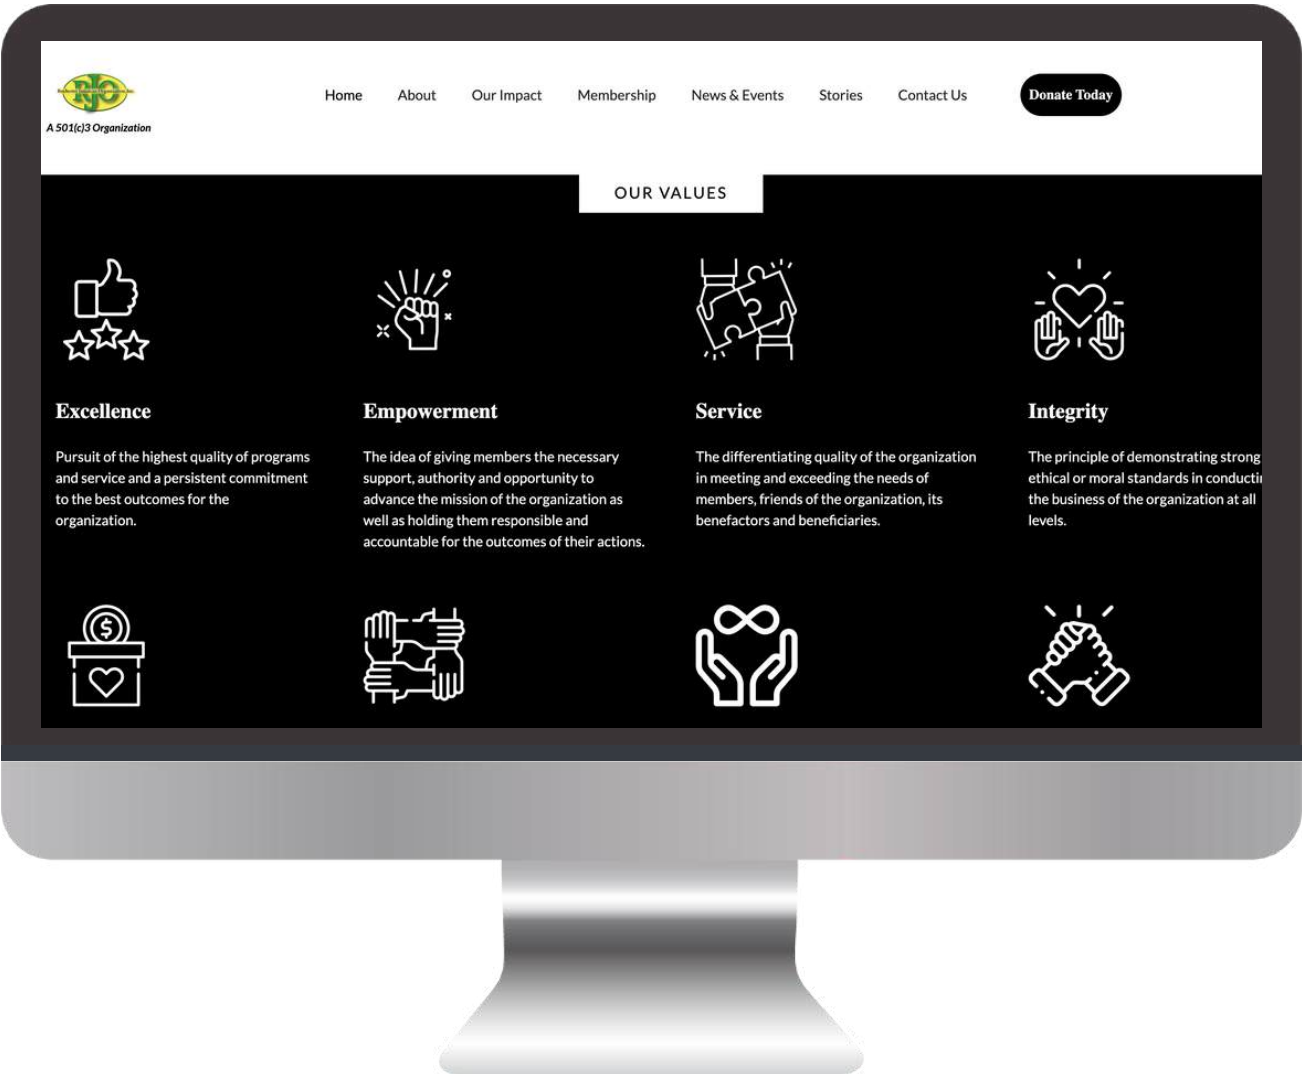 RJO
A 501(c)3 Organization
Home About Our Impact Membership News & Events Stories Contact Us Donate Today
OUR VALUES
Excellence
Pursuit of the highest quality of programs
and service and a persistent commitment
to the best outcomes for the
organization.
Empowerment
The idea of giving members the necessary
support, authority and opportunity to
advance the mission of the organization as
well as holding them responsible and
accountable for the outcomes of their actions.
Service
The differentiating quality of the organization
in meeting and exceeding the needs of
members, friends of the organization, its
benefactors and beneficiaries.
Integrity
The principle of demonstrating strong
ethical or moral standards in conducti
the business of the organization at all
levels.
$